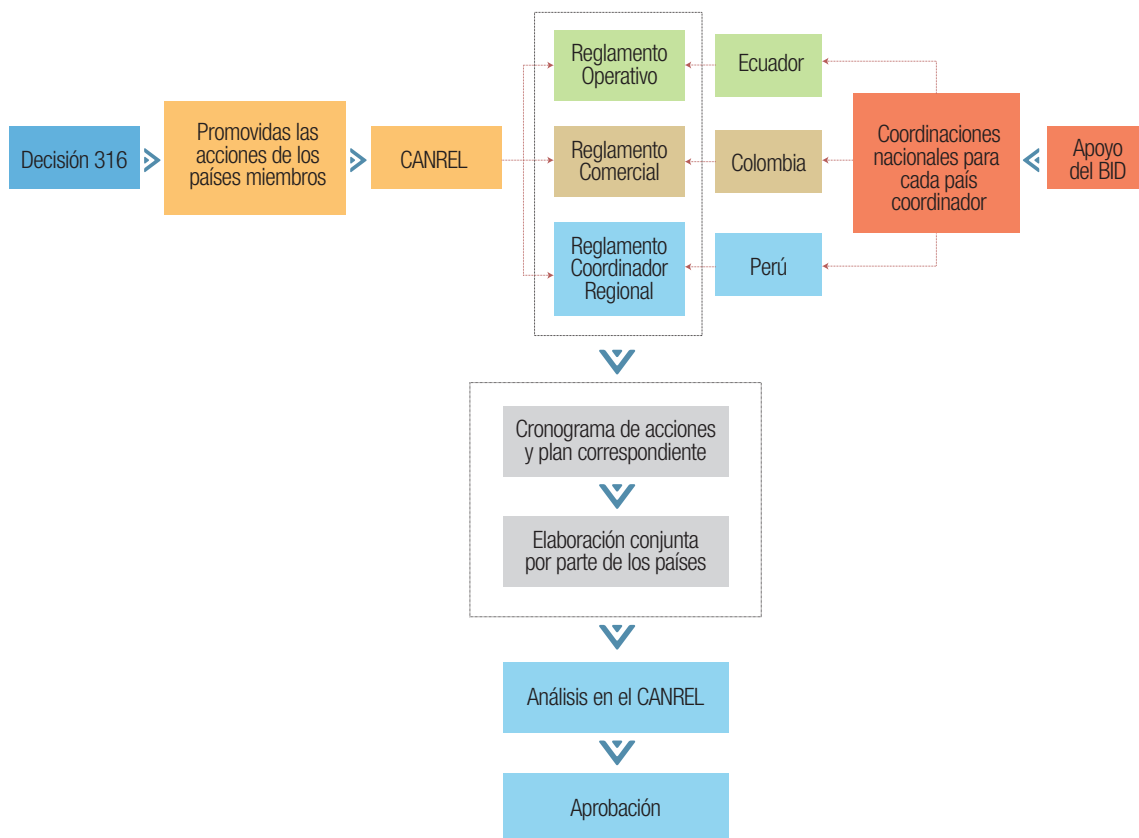 Decisión 316
Promovidas las
acciones de los
países miembros
CANREL
Reglamento
Operativo
Reglamento
Comercial
Reglamento
Coordinador
Regional
Ecuador
Colombia
Perú
Coordinaciones
nacionales para
cada país
coordinador
Apoyo
del BID
Cronograma de acciones
y plan correspondiente
Elaboración conjunta
por parte de los países
Análisis en el CANREL
Aprobación